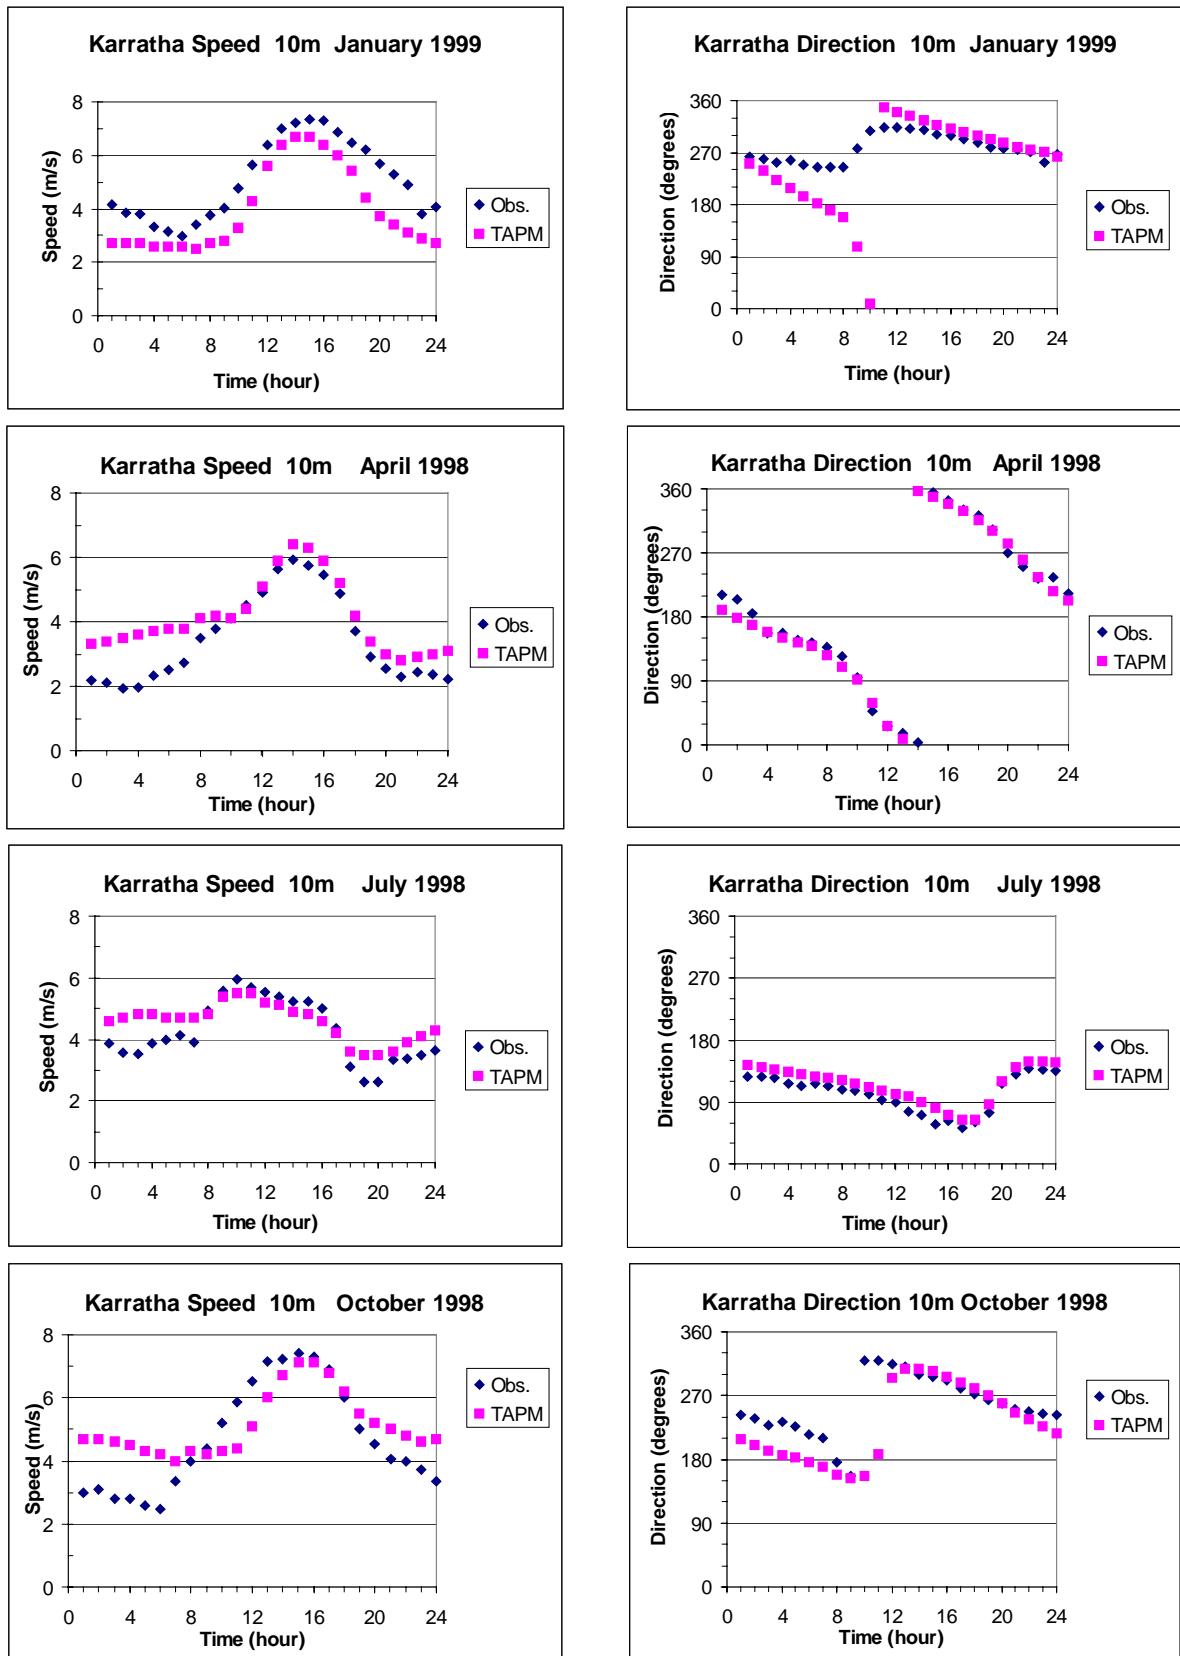 Karratha Speed 10m January 1999
8
6
4
2
0
Speed (m/s)
0 4 8 12 16 20 24
Time (hour)
Obs.
TAPM
Karratha Direction 10m January 1999
360
270
180
90
0
Direction (degrees)
0 4 8 12 16 20 24
Time (hour)
Obs.
TAPM
Karratha Speed 10m April 1998
8
6
4
2
0
Speed (m/s)
0 4 8 12 16 20 24
Time (hour)
Obs.
TAPM
Karratha Direction 10m April 1998
360
270
180
90
0
Direction (degrees)
0 4 8 12 16 20 24
Time (hour)
Obs.
TAPM
Karratha Speed 10m July 1998
8
6
4
2
0
Speed (m/s)
0 4 8 12 16 20 24
Time (hour)
Obs.
TAPM
Karratha Direction 10m July 1998
360
270
180
90
0
Direction (degrees)
0 4 8 12 16 20 24
Time (hour)
Obs.
TAPM
Karratha Speed 10m October 1998
8
6
4
2
0
Speed (m/s)
0 4 8 12 16 20 24
Time (hour)
Obs.
TAPM
Karratha Direction 10m October 1998
360
270
180
90
0
Direction (degrees)
0 4 8 12 16 20 24
Time (hour)
Obs.
TAPM